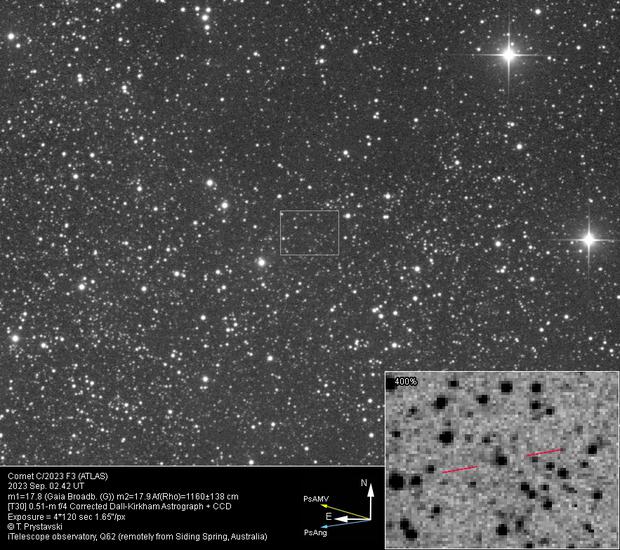 400%
Comet C/2023 F3 (ATLAS)
2023 Sep. 02.42 UT
m1=17.8 (Gaia Broadb. (G)) m2=17.9 Af(Rho)=1160±138 cm
[T30] 0.51-m f/4 Corrected Dall-Kirkham Astrograph + CCD
Exposure = 4*120 sec 1.65"/px
© T. Prystavski
iTelescope observatory, Q62 (remotely from Siding Spring, Australia)
N
PsAMV
E
PsAng